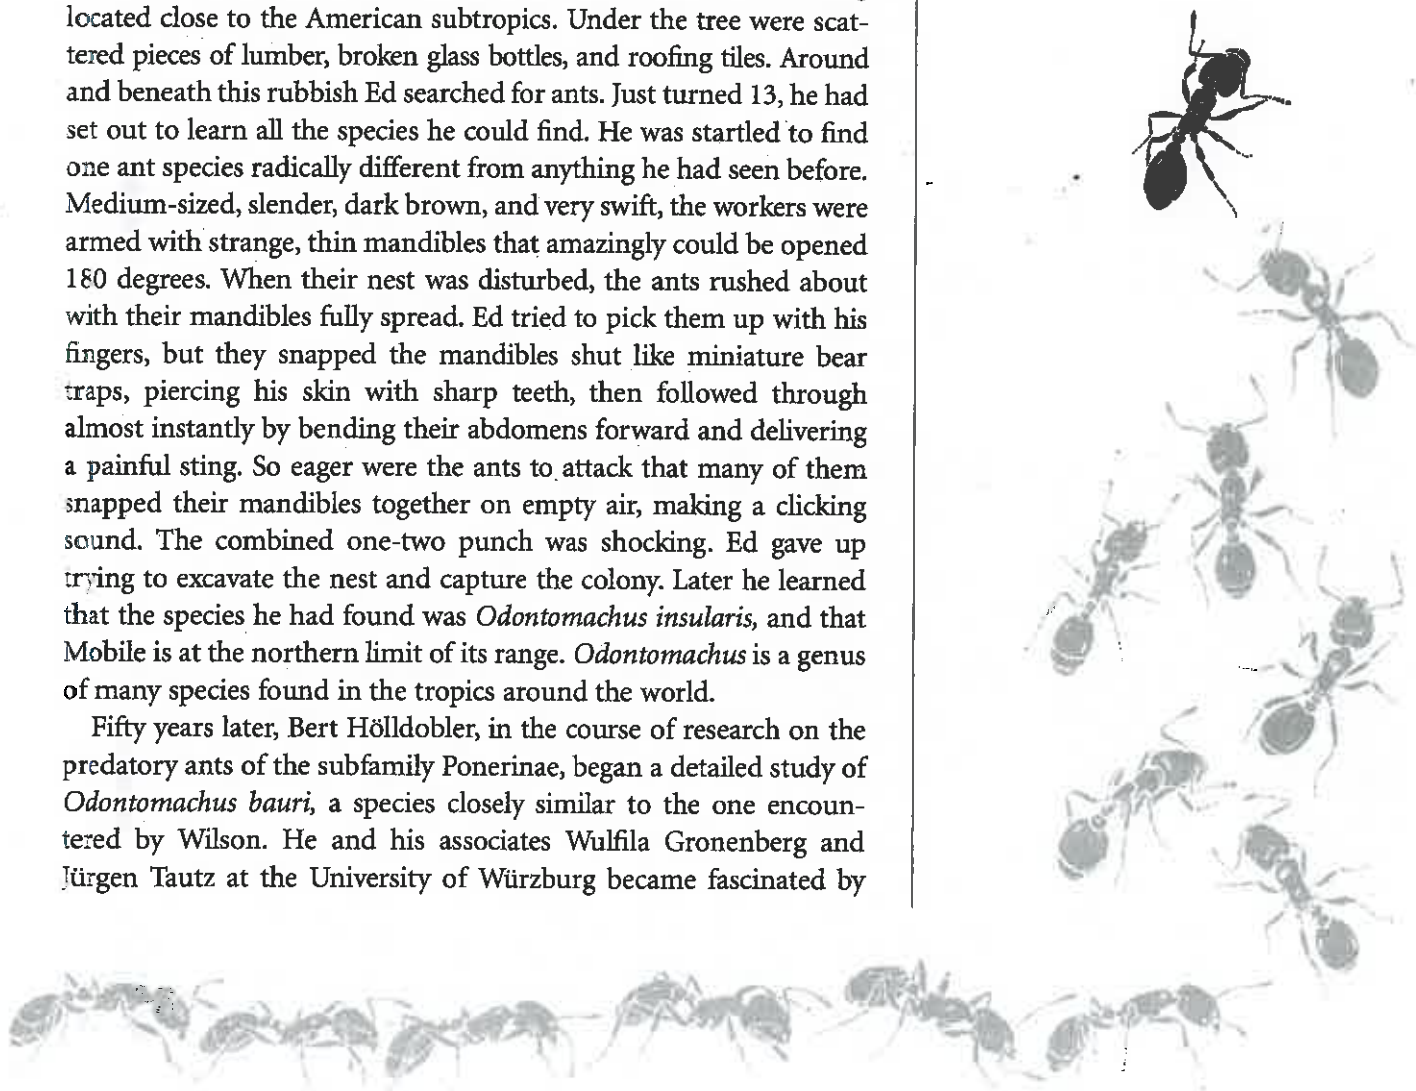 located close to the American subtropics. Under the tree were scat-
tered pieces of lumber, broken glass bottles, and roofing tiles. Around
and beneath this rubbish Ed searched for ants. Just turned 13, he had
set out to learn all the species he could find. He was startled to find
one ant species radically different from anything he had seen before.
Medium-sized, slender, dark brown, and very swift, the workers were
armed with strange, thin mandibles that amazingly could be opened
180 degrees. When their nest was disturbed, the ants rushed about
with their mandibles fully spread. Ed tried to pick them up with his
fingers, but they snapped the mandibles shut like miniature bear
traps, piercing his skin with sharp teeth, then followed through
almost instantly by bending their abdomens forward and delivering
a painful sting. So eager were the ants to attack that many of them
snapped their mandibles together on empty air, making a clicking
sound. The combined one-two punch was shocking. Ed gave up
trying to excavate the nest and capture the colony. Later he learned
that the species he had found was Odontomachus insularis, and that
Mobile is at the northern limit of its range. Odontomachus is a genus
of many species found in the tropics around the world.
Fifty years later, Bert Hölldobler, in the course of research on the
predatory ants of the subfamily Ponerinae, began a detailed study of
Odontomachus bauri, a species closely similar to the one encoun-
tered by Wilson. He and his associates Wulfila Gronenberg and
Jürgen Tautz at the University of Würzburg became fascinated by